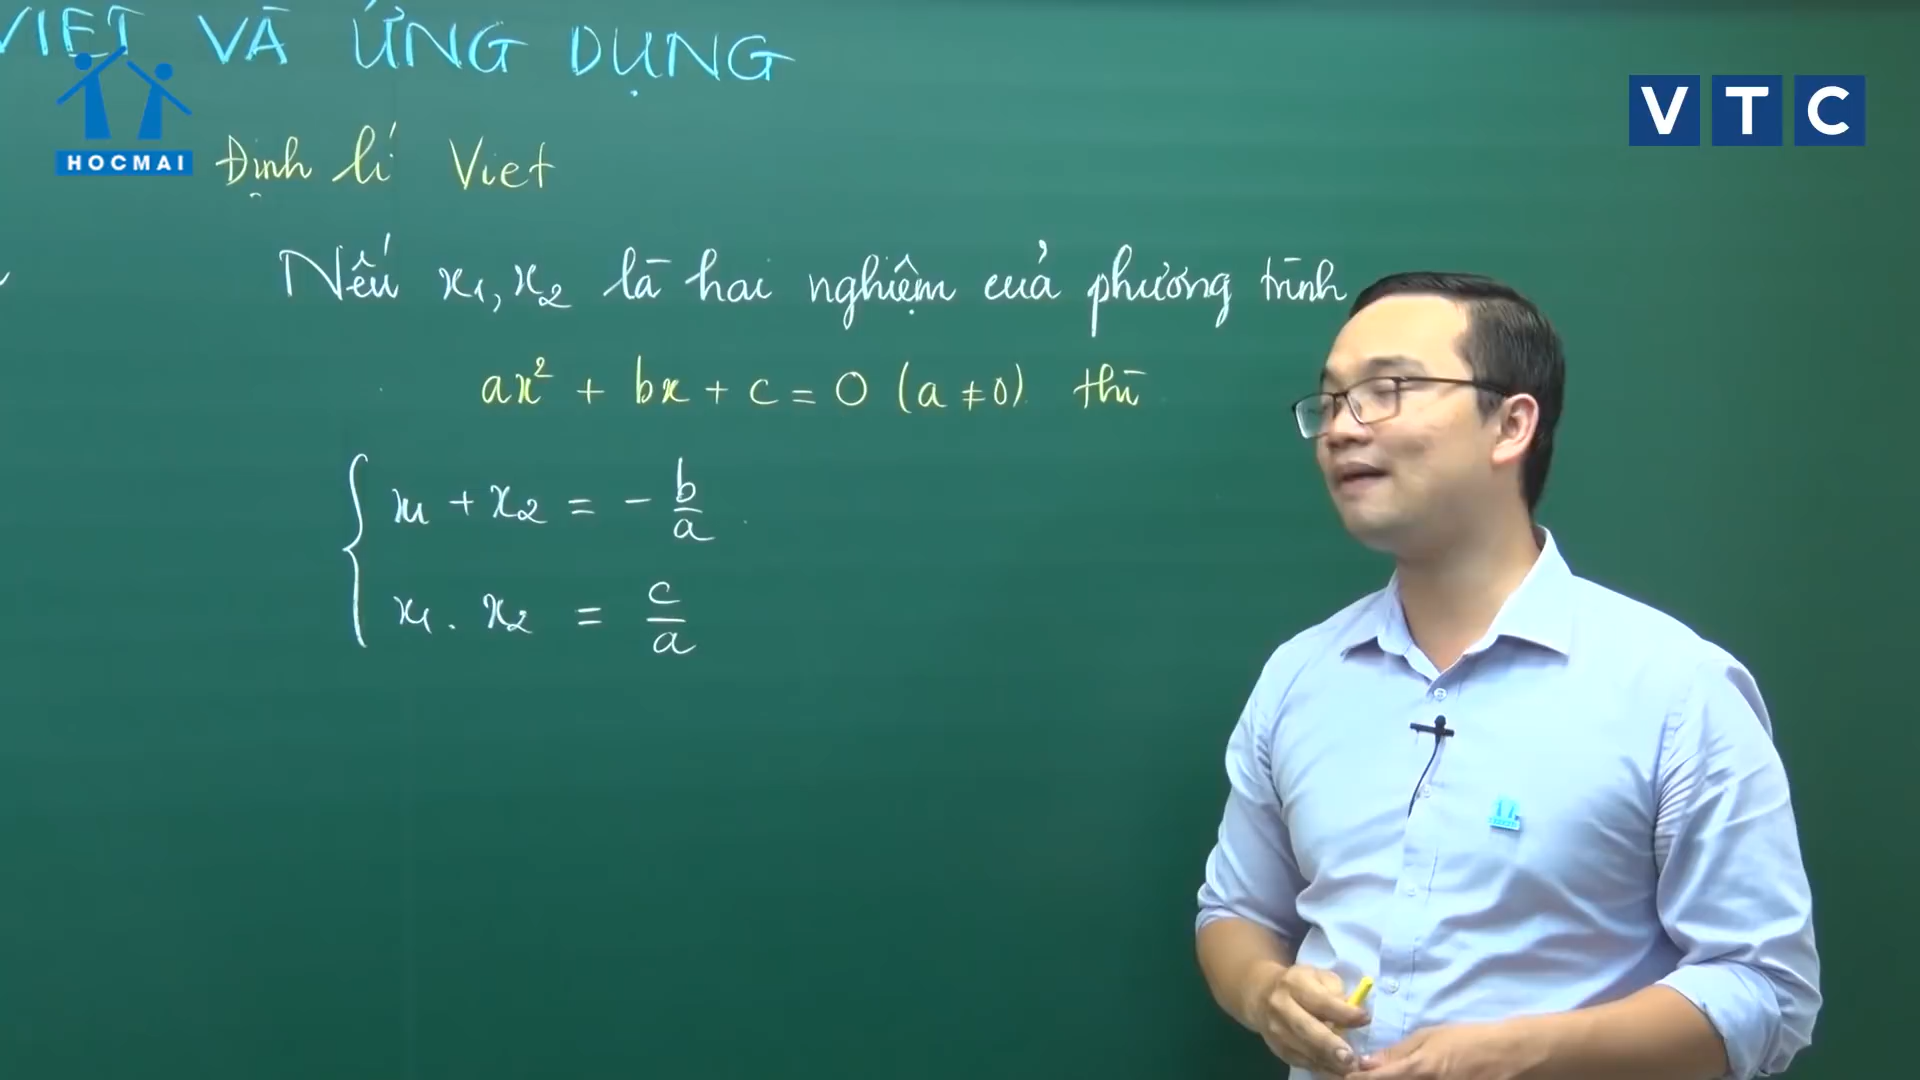 VIET VÀ ỨNG DỤNG
HOCMAI
VTC
Định lí Viet
Nếu x₁, x₂ là hai nghiệm của phương trình
ax² + bx + c = 0 (a ≠ 0) thì
x₁ + x₂ = - b/a
x₁ . x₂ = c/a